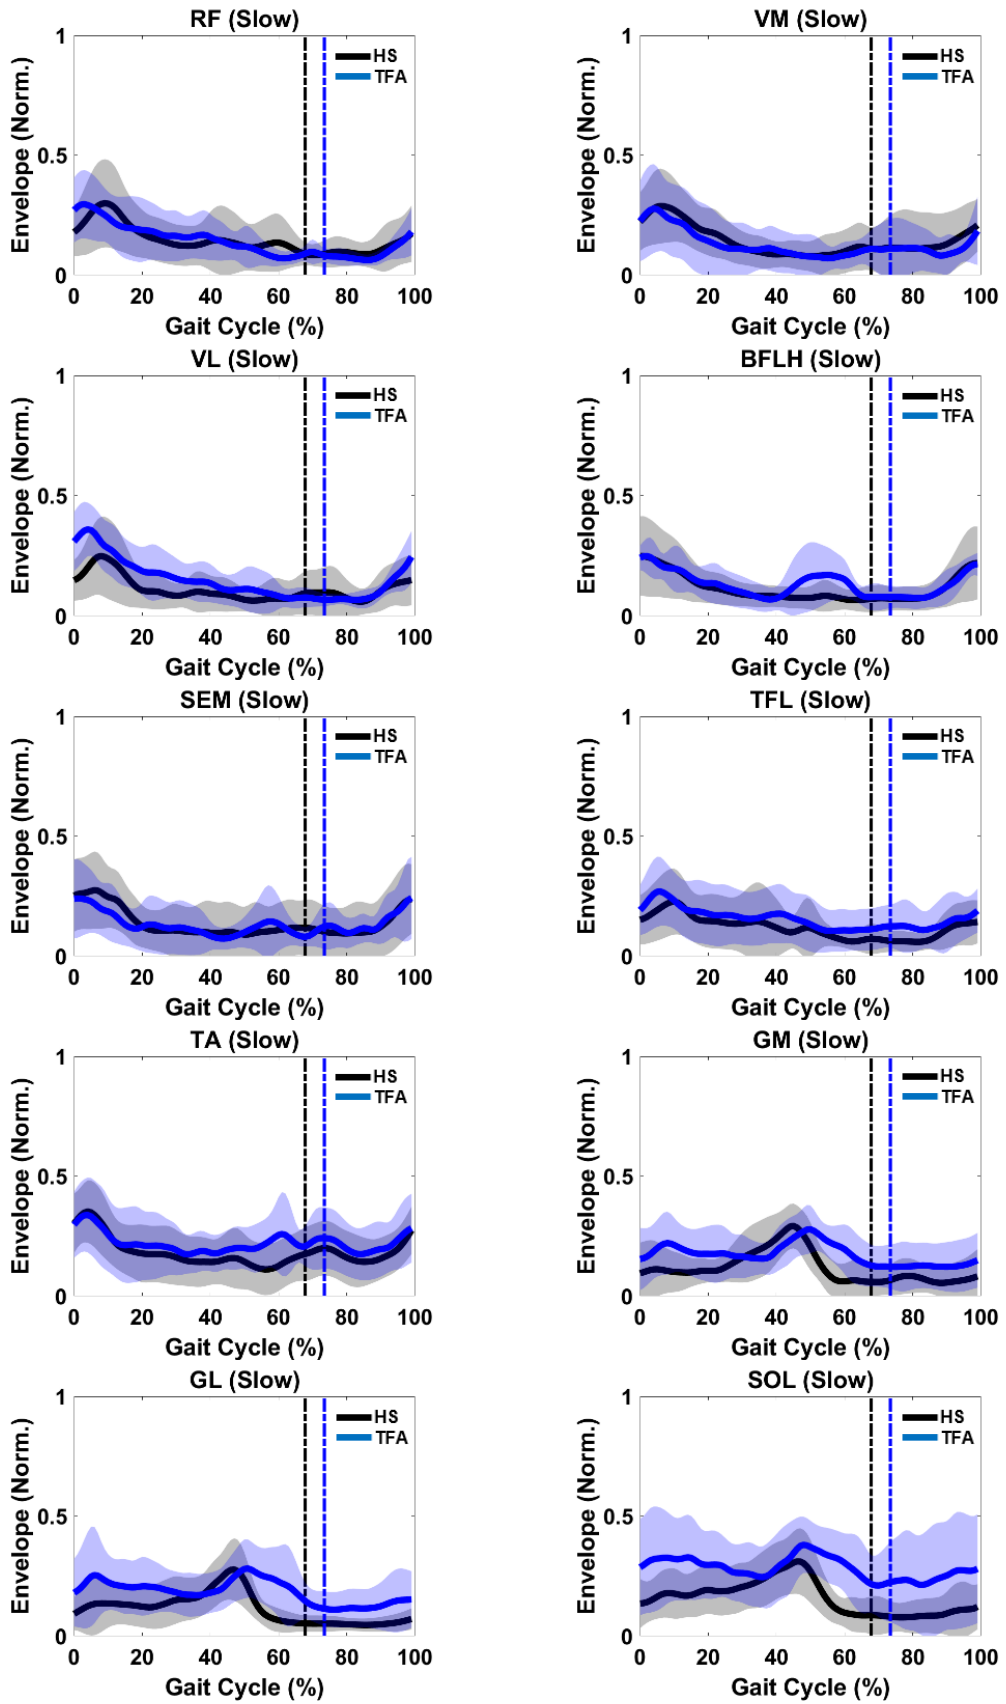 RF (Slow)
Envelope (Norm.)
1
0.5
0
HS
TFA
0 20 40 60 80 100
Gait Cycle (%)
VM (Slow)
Envelope (Norm.)
1
0.5
0
HS
TFA
0 20 40 60 80 100
Gait Cycle (%)
VL (Slow)
Envelope (Norm.)
1
0.5
0
HS
TFA
0 20 40 60 80 100
Gait Cycle (%)
BFLH (Slow)
Envelope (Norm.)
1
0.5
0
HS
TFA
0 20 40 60 80 100
Gait Cycle (%)
SEM (Slow)
Envelope (Norm.)
1
0.5
0
HS
TFA
0 20 40 60 80 100
Gait Cycle (%)
TFL (Slow)
Envelope (Norm.)
1
0.5
0
HS
TFA
0 20 40 60 80 100
Gait Cycle (%)
TA (Slow)
Envelope (Norm.)
1
0.5
0
HS
TFA
0 20 40 60 80 100
Gait Cycle (%)
GM (Slow)
Envelope (Norm.)
1
0.5
0
HS
TFA
0 20 40 60 80 100
Gait Cycle (%)
GL (Slow)
Envelope (Norm.)
1
0.5
0
HS
TFA
0 20 40 60 80 100
Gait Cycle (%)
SOL (Slow)
Envelope (Norm.)
1
0.5
0
HS
TFA
0 20 40 60 80 100
Gait Cycle (%)